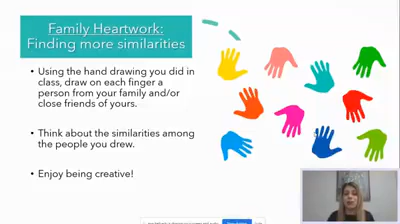 Family Heartwork:
Finding more similarities
• Using the hand drawing you did in
class, draw on each finger a
person from your family and/or
close friends of yours.
• Think about the similarities among
the people you drew.
• Enjoy being creative!